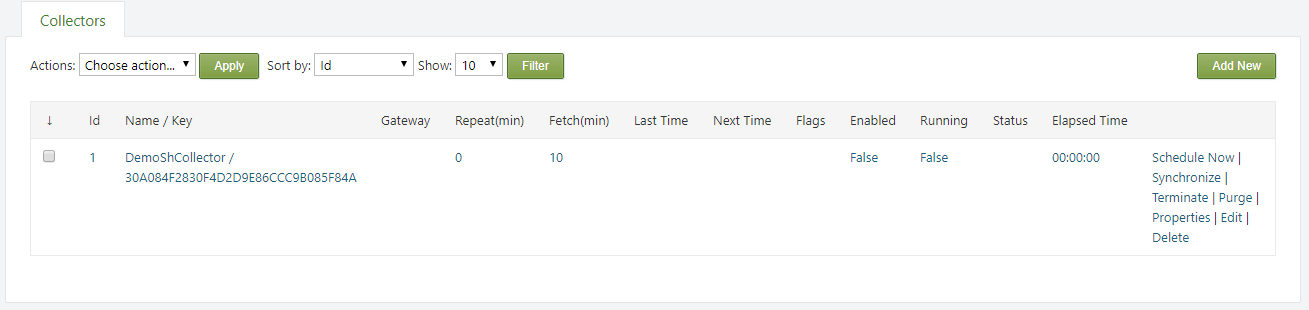 Collectors
Actions: Choose action... Apply Sort by: Id Show: 10 Filter Add New
↓ Id Name / Key Gateway Repeat(min) Fetch(min) Last Time Next Time Flags Enabled Running Status Elapsed Time
1 DemoShCollector / 0 10 False False 00:00:00 Schedule Now |
30A084F2830F4D2D9E86CCC9B085F84A Synchronize |
Terminate | Purge |
Properties | Edit |
Delete